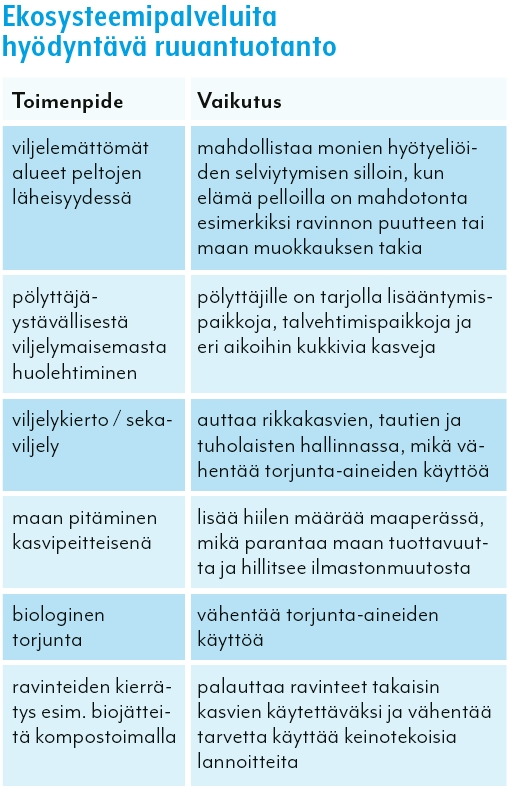 Ekosysteemipalveluita
hyödyntävä ruuantuotanto
Toimenpide
Vaikutus
viljelemättömät
alueet peltojen
läheisyydessä
mahdollistaa monien hyötyeliöi-
den selviytymisen silloin, kun
elämä pelloilla on mahdotonta
esimerkiksi ravinnon puutteen tai
maan muokkauksen takia
pölyttäjä-
ystävällisestä
viljelymaisemasta
huolehtiminen
pölyttäjille on tarjolla lisääntymis-
paikkoja, talvehtimispaikkoja ja
eri aikoihin kukkivia kasveja
viljelykierto / seka-
viljely
auttaa rikkakasvien, tautien ja
tuholaisten hallinnassa, mikä vä-
hentää torjunta-aineiden käyttöä
maan pitäminen
kasvipeitteisenä
lisää hiilen määrää maaperässä,
mikä parantaa maan tuottavuut-
ta ja hillitsee ilmastonmuutosta
biologinen
torjunta
vähentää torjunta-aineiden
käyttöä
ravinteiden kierrä-
tys esim. biojättei-
tä kompostoimalla
palauttaa ravinteet takaisin
kasvien käytettäväksi ja vähentää
tarvetta käyttää keinotekoisia
lannoitteita